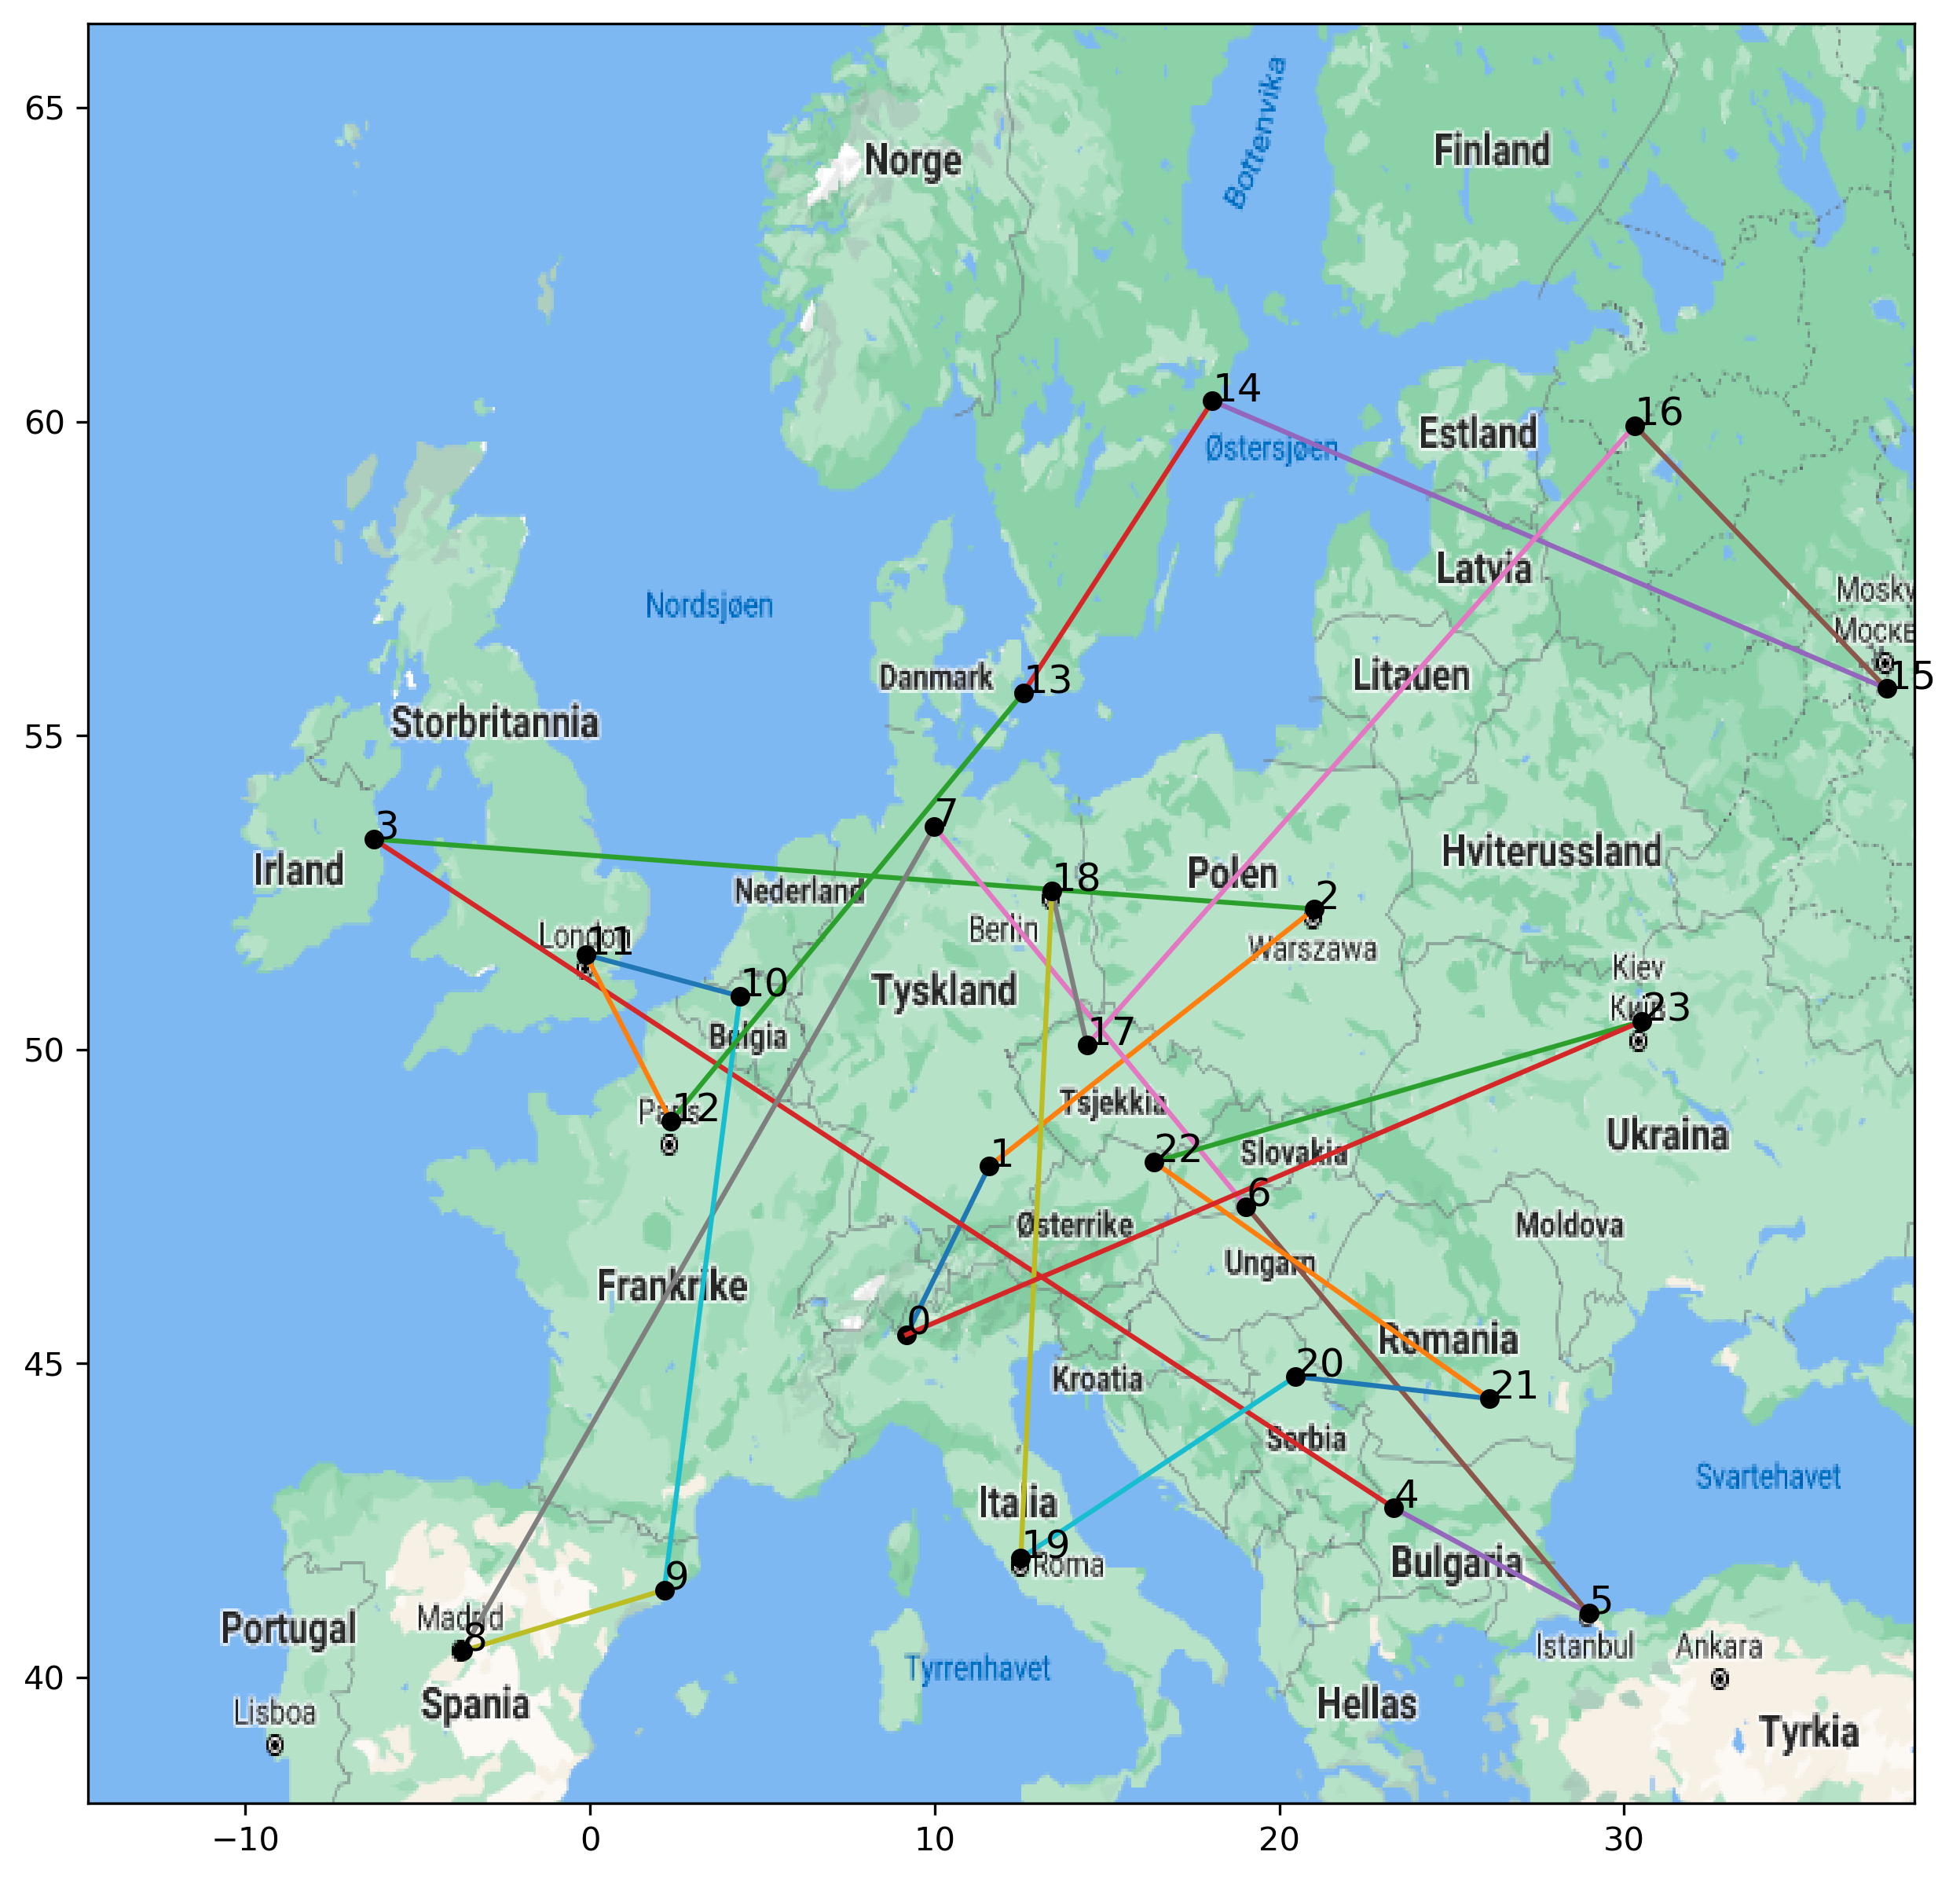 65
Bottenvika
Norge
Finland
14
16
60
Estland
Østersjøen
Latvia
Nordsjøen
Moskv
Москв
Danmark
13
Litauen
15
Storbritannia
55
3
7
Irland
Nederland
18
Polen
Hviterussland
2
Berlin
Warszawa
London
11
10
Tyskland
Kiev
Київ
23
Belgia
50
17
Tsjekkia
Paris
12
1
22
Slovakia
Ukraina
6
Østerrike
Moldova
Ungarn
Frankrike
0
Romania
45
20
Kroatia
21
Serbia
Svartehavet
4
Italia
19
Roma
Bulgaria
9
5
Portugal
Madrid
8
Istanbul
Ankara
Tyrrenhavet
40
Spania
Lisboa
Hellas
Tyrkia
−10
0
10
20
30